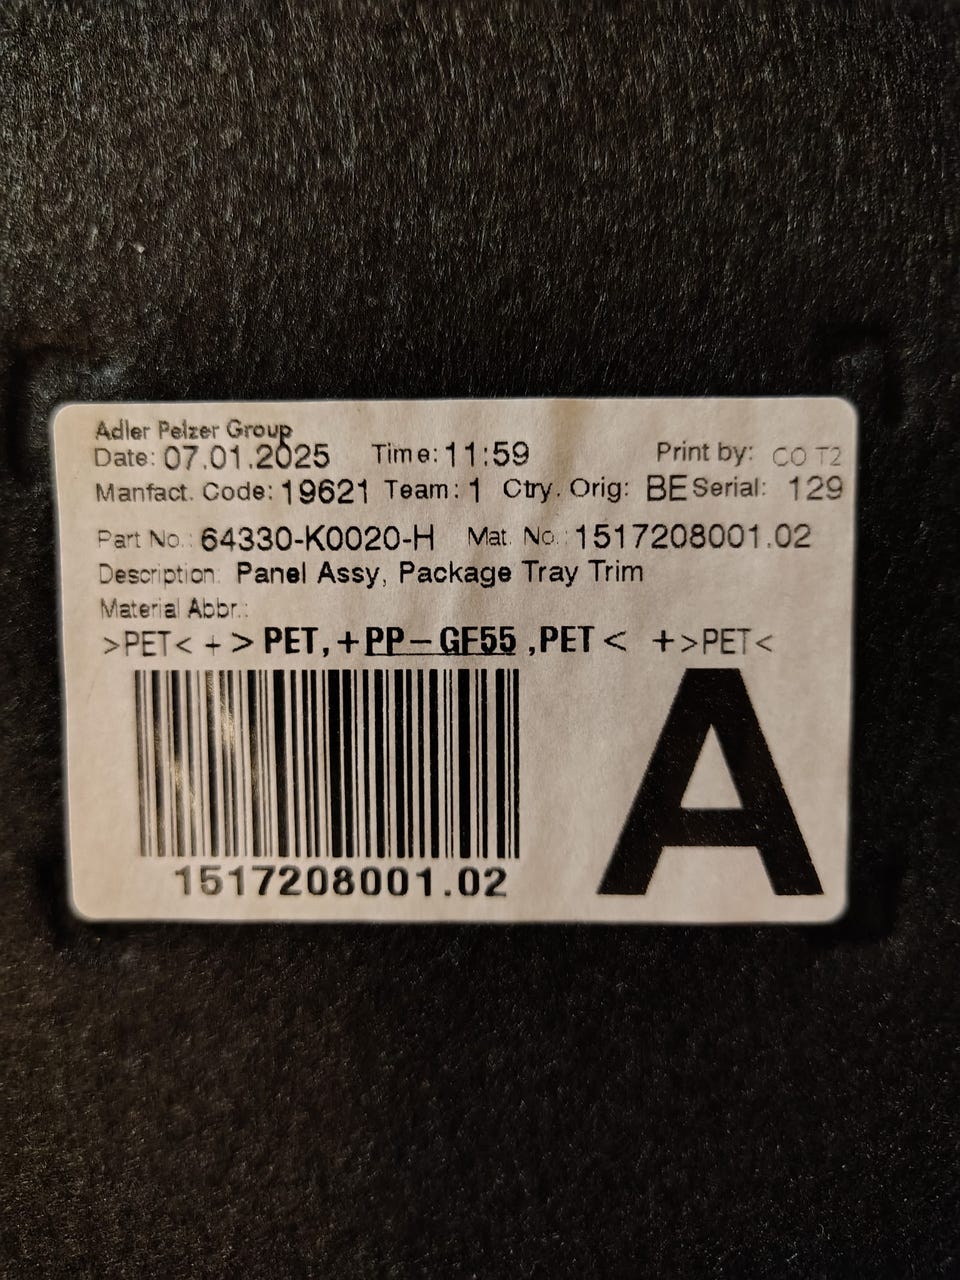 Adler Pelzer Group
Date: 07.01.2025 Time: 11:59 Print by: CO T2
Manfact. Code: 19621 Team: 1 Ctry. Orig: BE Serial: 129
Part No.: 64330-K0020-H Mat. No.: 1517208001.02
Description: Panel Assy, Package Tray Trim
Material Abbr.:
>PET< + > PET,+PP-GF55 ,PET < +>PET<
1517208001.02
A